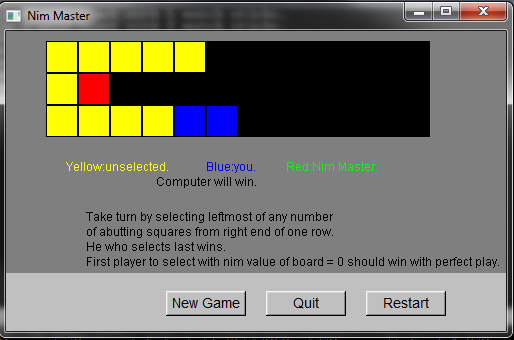 Nim Master
Yellow:unselected. Blue:you. Red:Nim Master.
Computer will win.
Take turn by selecting leftmost of any number
of abutting squares from right end of one row.
He who selects last wins.
First player to select with nim value of board = 0 should win with perfect play.
New Game Quit Restart